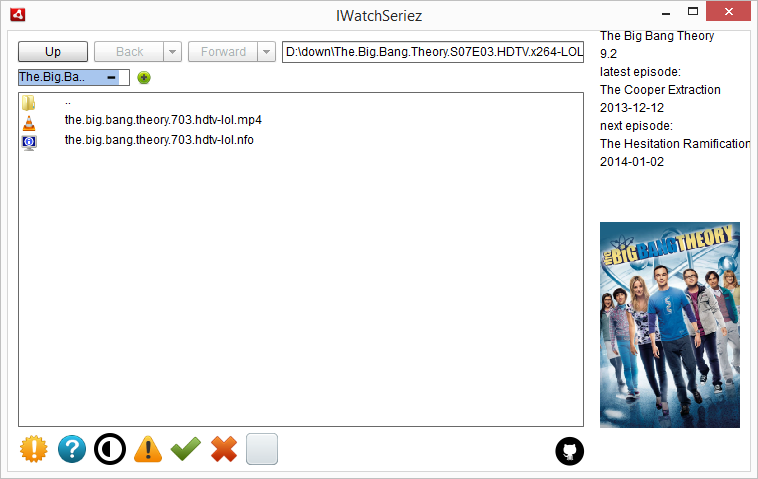 IWatchSeriez
Up
Back
Forward
D:\down\The.Big.Bang.Theory.S07E03.HDTV.x264-LOL
The.Big.Ba..
..
the.big.bang.theory.703.hdtv-lol.mp4
the.big.bang.theory.703.hdtv-lol.nfo
The Big Bang Theory
9.2
latest episode:
The Cooper Extraction
2013-12-12
next episode:
The Hesitation Ramification
2014-01-02
THE BIG BANG THEORY